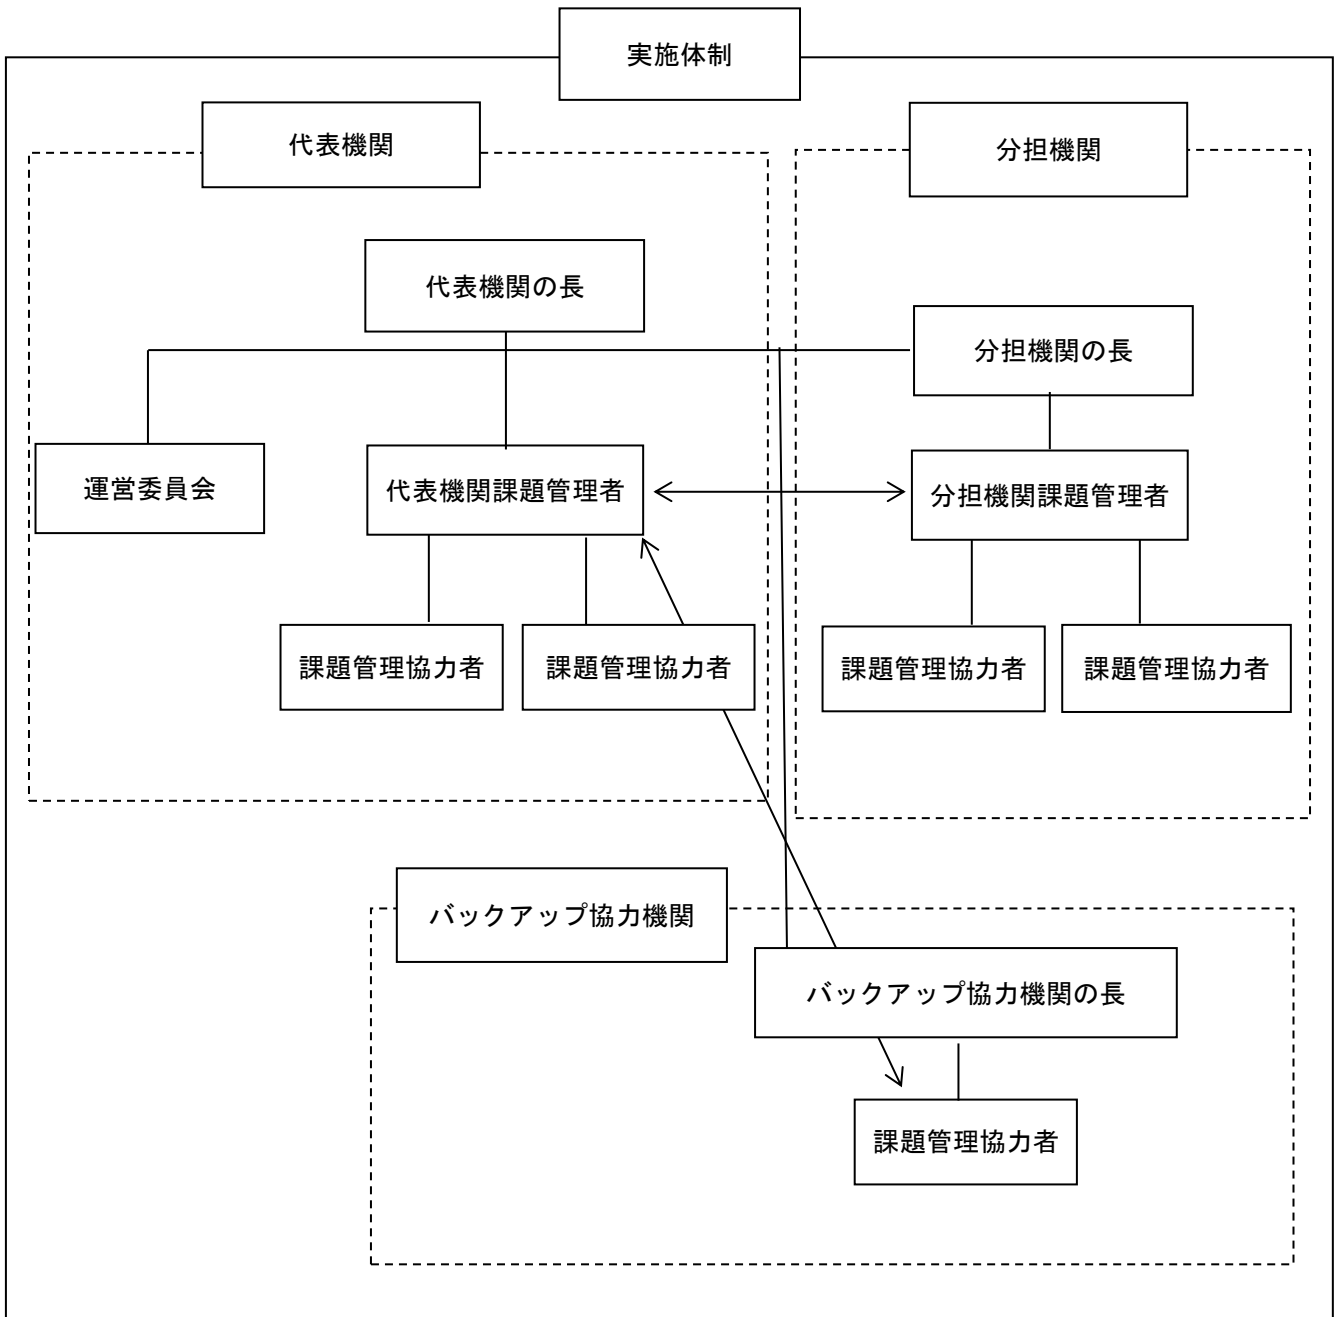 実施体制
代表機関
分担機関
代表機関の長
分担機関の長
運営委員会
代表機関課題管理者
分担機関課題管理者
課題管理協力者
課題管理協力者
課題管理協力者
課題管理協力者
バックアップ協力機関
バックアップ協力機関の長
課題管理協力者